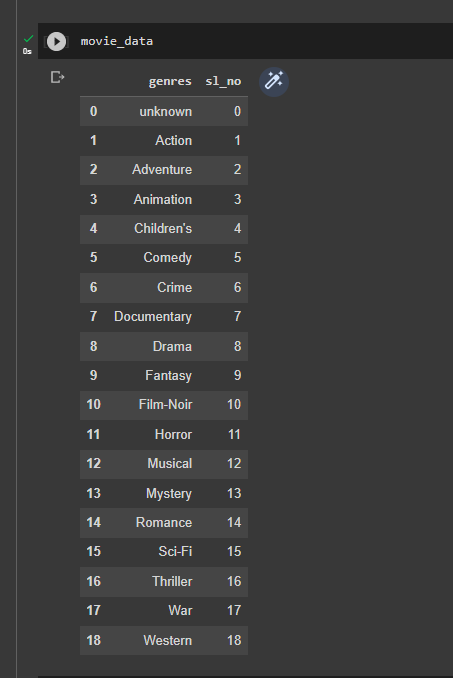 movie_data
0s
genres sl_no
0 unknown 0
1 Action 1
2 Adventure 2
3 Animation 3
4 Children's 4
5 Comedy 5
6 Crime 6
7 Documentary 7
8 Drama 8
9 Fantasy 9
10 Film-Noir 10
11 Horror 11
12 Musical 12
13 Mystery 13
14 Romance 14
15 Sci-Fi 15
16 Thriller 16
17 War 17
18 Western 18